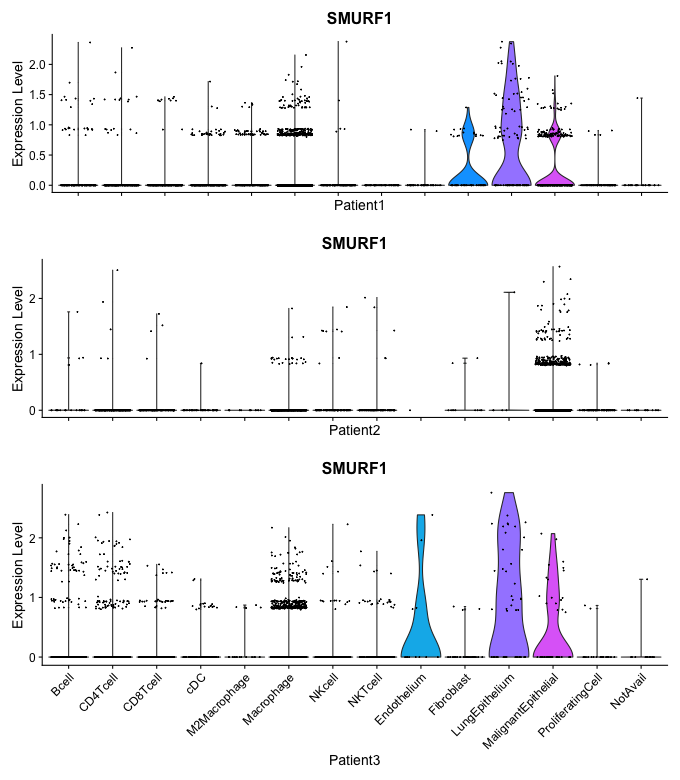 SMURF1
Expression Level
2.0
1.5
1.0
0.5
0.0
Patient1
SMURF1
Expression Level
2
1
0
Patient2
SMURF1
Expression Level
2
1
0
Bcell
CD4Tcell
CD8Tcell
cDC
M2Macrophage
Macrophage
NKcell
NKTcell
Endothelium
Fibroblast
LungEpithelium
MalignantEpithelial
ProliferatingCell
NotAvail
Patient3